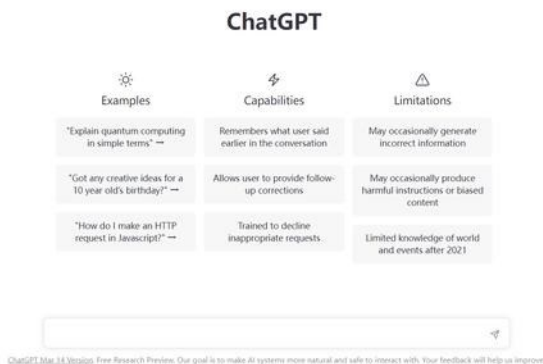 ChatGPT
Examples
Capabilities
Limitations
"Explain quantum computing
in simple terms" →
Remembers what user said
earlier in the conversation
May occasionally generate
incorrect information
"Got any creative ideas for a
10 year old's birthday?" →
Allows user to provide follow-
up corrections
May occasionally produce
harmful instructions or biased
content
"How do I make an HTTP
request in Javascript?" →
Trained to decline
inappropriate requests
Limited knowledge of world
and events after 2021
ChatGPT Mar 14 Version. Free Research Preview. Our goal is to make AI systems more natural and safe to interact with. Your feedback will help us improve